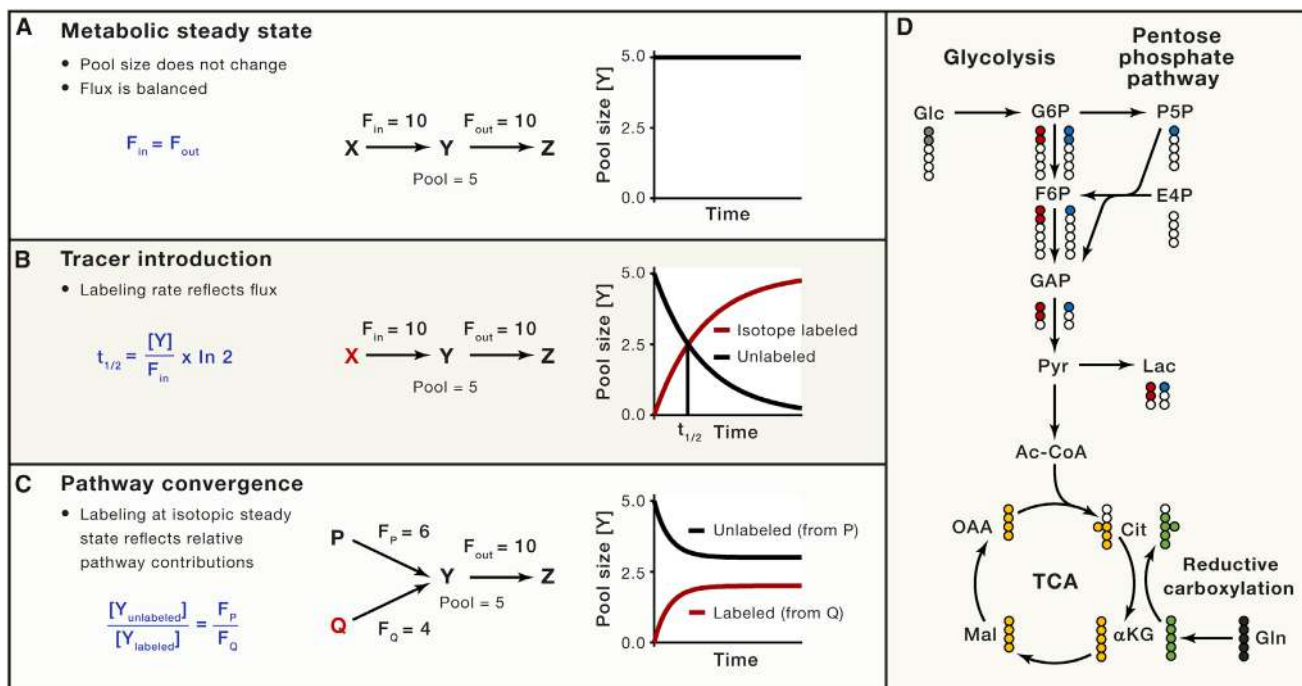 A
Metabolic steady state
• Pool size does not change
• Flux is balanced
F_in = F_out
F_in = 10 F_out = 10
X Y Z
Pool = 5
Pool size [Y]
5.0
2.5
0.0
Time
B
Tracer introduction
• Labeling rate reflects flux
t_1/2 = [Y] / F_in x ln 2
F_in = 10 F_out = 10
X Y Z
Pool = 5
Pool size [Y]
5.0
2.5
0.0
Isotope labeled
Unlabeled
t_1/2
Time
C
Pathway convergence
• Labeling at isotopic steady
state reflects relative
pathway contributions
[Y_unlabeled] / [Y_labeled] = F_P / F_Q
P F_P = 6
F_out = 10
Y Z
Pool = 5
Q F_Q = 4
Pool size [Y]
5.0
2.5
0
Unlabeled (from P)
Labeled (from Q)
Time
D
Glycolysis
Pentose
phosphate
pathway
Glc G6P P5P
F6P E4P
GAP
Pyr Lac
Ac-CoA
OAA Cit
TCA
Reductive
carboxylation
Mal αKG Gln